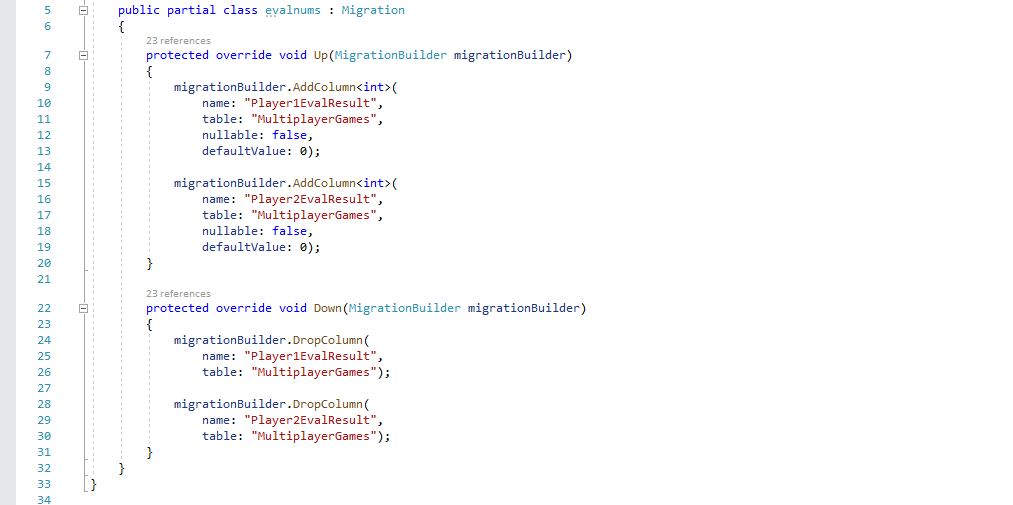 5 public partial class evalnums : Migration
6 {
23 references
7 protected override void Up(MigrationBuilder migrationBuilder)
8 {
9 migrationBuilder.AddColumn<int>(
10 name: "Player1EvalResult",
11 table: "MultiplayerGames",
12 nullable: false,
13 defaultValue: 0);
14
15 migrationBuilder.AddColumn<int>(
16 name: "Player2EvalResult",
17 table: "MultiplayerGames",
18 nullable: false,
19 defaultValue: 0);
20 }
21
23 references
22 protected override void Down(MigrationBuilder migrationBuilder)
23 {
24 migrationBuilder.DropColumn(
25 name: "Player1EvalResult",
26 table: "MultiplayerGames");
27
28 migrationBuilder.DropColumn(
29 name: "Player2EvalResult",
30 table: "MultiplayerGames");
31 }
32 }
33 }
34